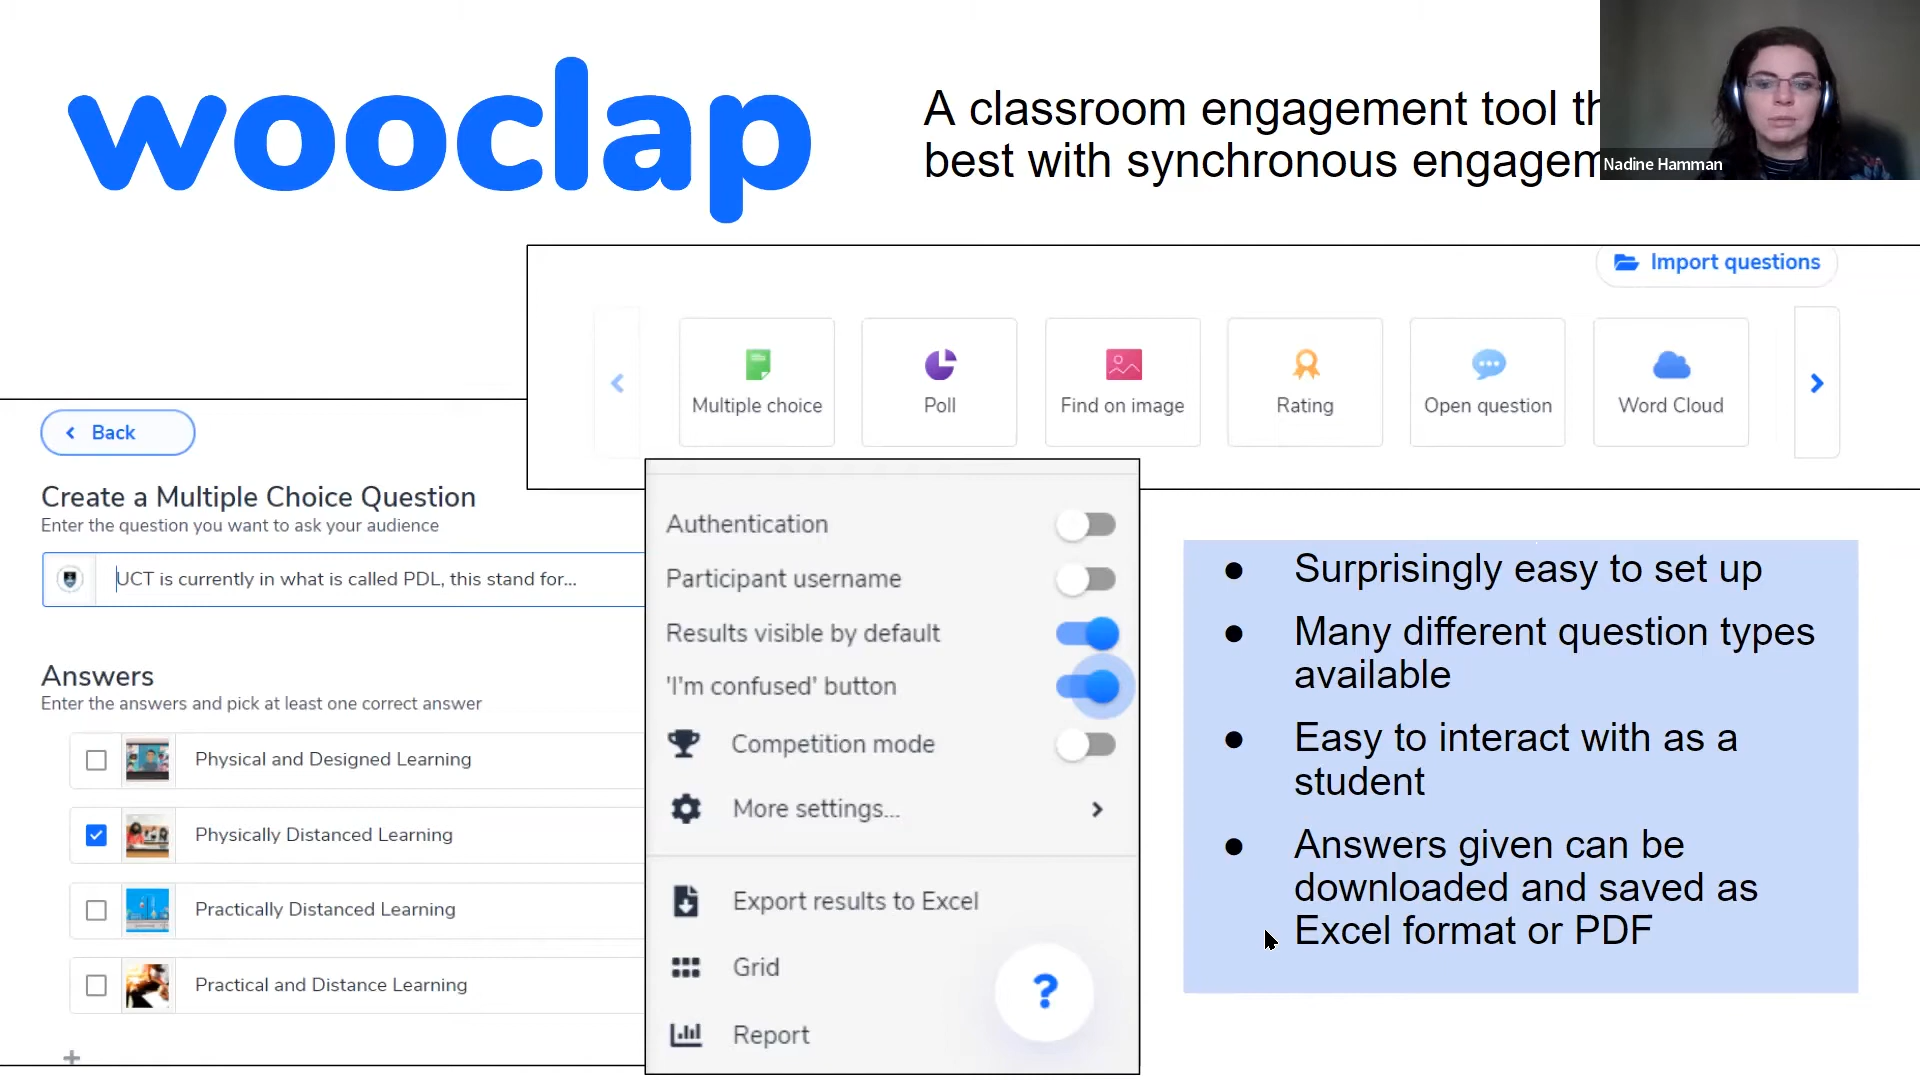 wooclap
A classroom engagement tool
best with synchronous
Nadine Hamman
Import questions
Multiple choice
Poll
Find on image
Rating
Open question
Word Cloud
Back
Create a Multiple Choice Question
Enter the question you want to ask your audience
UCT is currently in what is called PDL, this stand for...
Answers
Enter the answers and pick at least one correct answer
Physical and Designed Learning
Physically Distanced Learning
Practically Distanced Learning
Practical and Distance Learning
Authentication
Participant username
Results visible by default
'I'm confused' button
Competition mode
More settings...
Export results to Excel
Grid
?
Report
● Surprisingly easy to set up
● Many different question types
available
● Easy to interact with as a
student
● Answers given can be
downloaded and saved as
Excel format or PDF